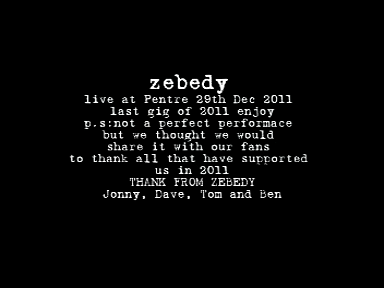 zebedy
live at Pentre 29th Dec 2011
last gig of 2011 enjoy
p.s:not a perfect performace
but we thought we would
share it with our fans
to thank all that have supported
us in 2011
THANK FROM ZEBEDY
Jonny, Dave, Tom and Ben